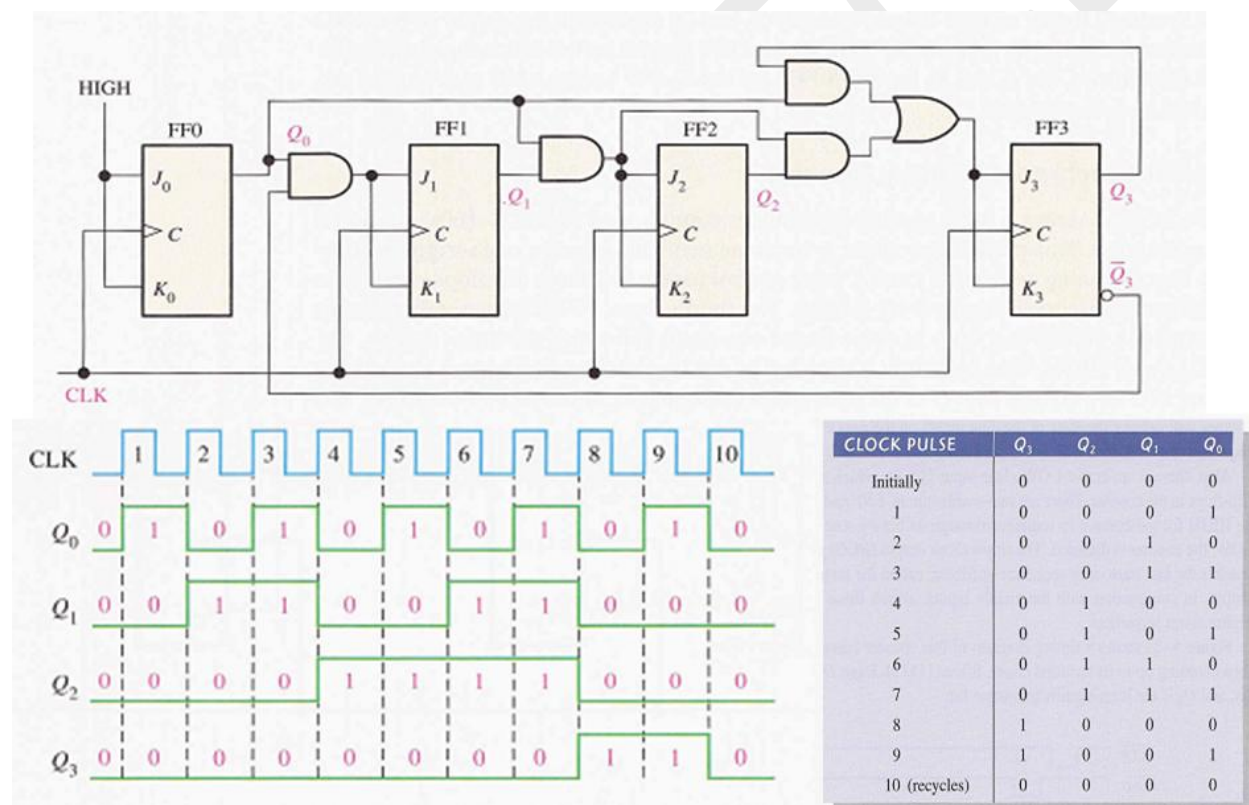 HIGH
FF0 FF1 FF2 FF3
Q0
J0 J1 J2 J3
Q1 Q2 Q3
C C C C
Q̅3
K0 K1 K2 K3
CLK
CLK 1 2 3 4 5 6 7 8 9 10
Q0 0 1 0 1 0 1 0 1 0 1 0
Q1 0 0 1 1 0 0 1 1 0 0 0
Q2 0 0 0 0 1 1 1 1 0 0 0
Q3 0 0 0 0 0 0 0 0 1 1 0
CLOCK PULSE Q3 Q2 Q1 Q0
Initially 0 0 0 0
1 0 0 0 1
2 0 0 1 0
3 0 0 1 1
4 0 1 0 0
5 0 1 0 1
6 0 1 1 0
7 0 1 1 1
8 1 0 0 0
9 1 0 0 1
10 (recycles) 0 0 0 0